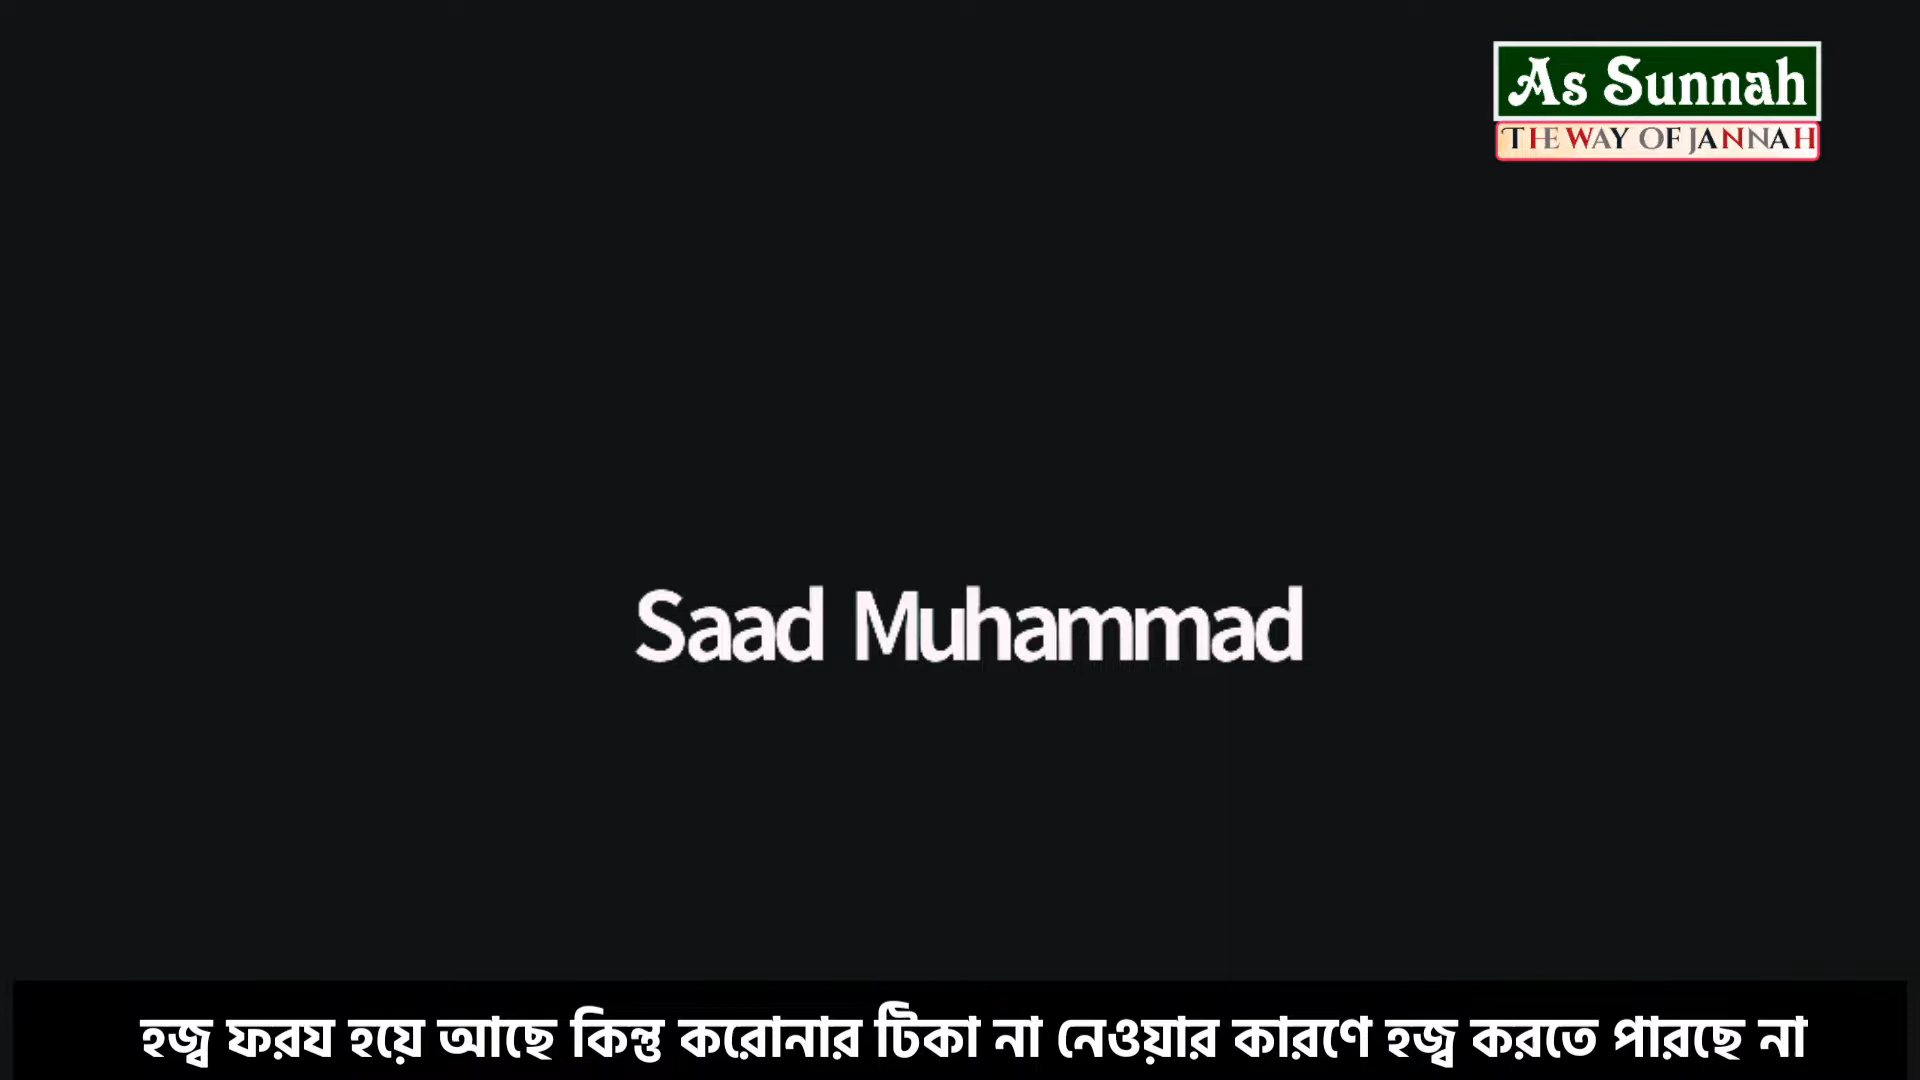 As Sunnah
THE WAY OF JANNAH
Saad Muhammad
হজ্ব ফরয হয়ে আছে কিন্তু করোনার টিকা না নেওয়ার কারণে হজ্ব করতে পারছে না